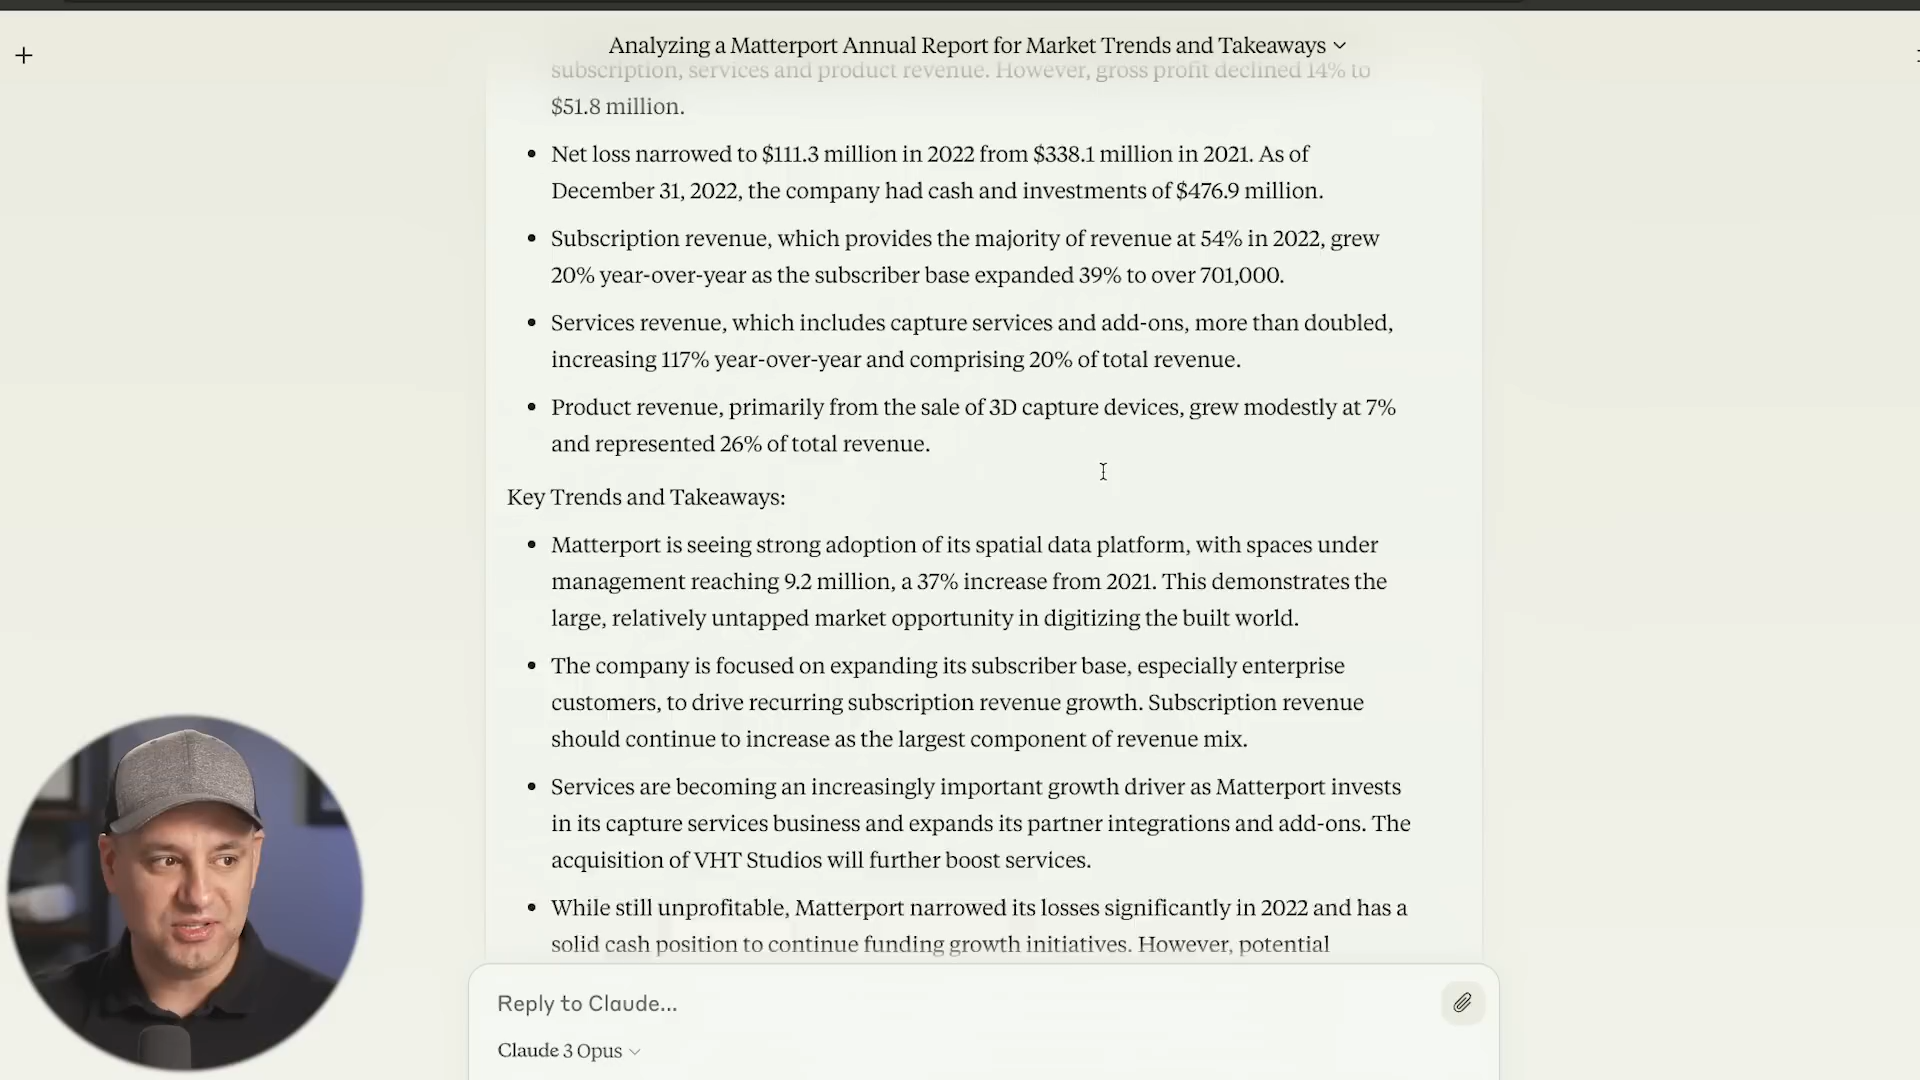 Analyzing a Matterport Annual Report for Market Trends and Takeaways
subscription, services and product revenue. However, gross profit declined 14% to
$51.8 million.
• Net loss narrowed to $111.3 million in 2022 from $338.1 million in 2021. As of
December 31, 2022, the company had cash and investments of $476.9 million.
• Subscription revenue, which provides the majority of revenue at 54% in 2022, grew
20% year-over-year as the subscriber base expanded 39% to over 701,000.
• Services revenue, which includes capture services and add-ons, more than doubled,
increasing 117% year-over-year and comprising 20% of total revenue.
• Product revenue, primarily from the sale of 3D capture devices, grew modestly at 7%
and represented 26% of total revenue.
Key Trends and Takeaways:
• Matterport is seeing strong adoption of its spatial data platform, with spaces under
management reaching 9.2 million, a 37% increase from 2021. This demonstrates the
large, relatively untapped market opportunity in digitizing the built world.
• The company is focused on expanding its subscriber base, especially enterprise
customers, to drive recurring subscription revenue growth. Subscription revenue
should continue to increase as the largest component of revenue mix.
• Services are becoming an increasingly important growth driver as Matterport invests
in its capture services business and expands its partner integrations and add-ons. The
acquisition of VHT Studios will further boost services.
• While still unprofitable, Matterport narrowed its losses significantly in 2022 and has a
solid cash position to continue funding growth initiatives. However, potential
Reply to Claude...
Claude 3 Opus